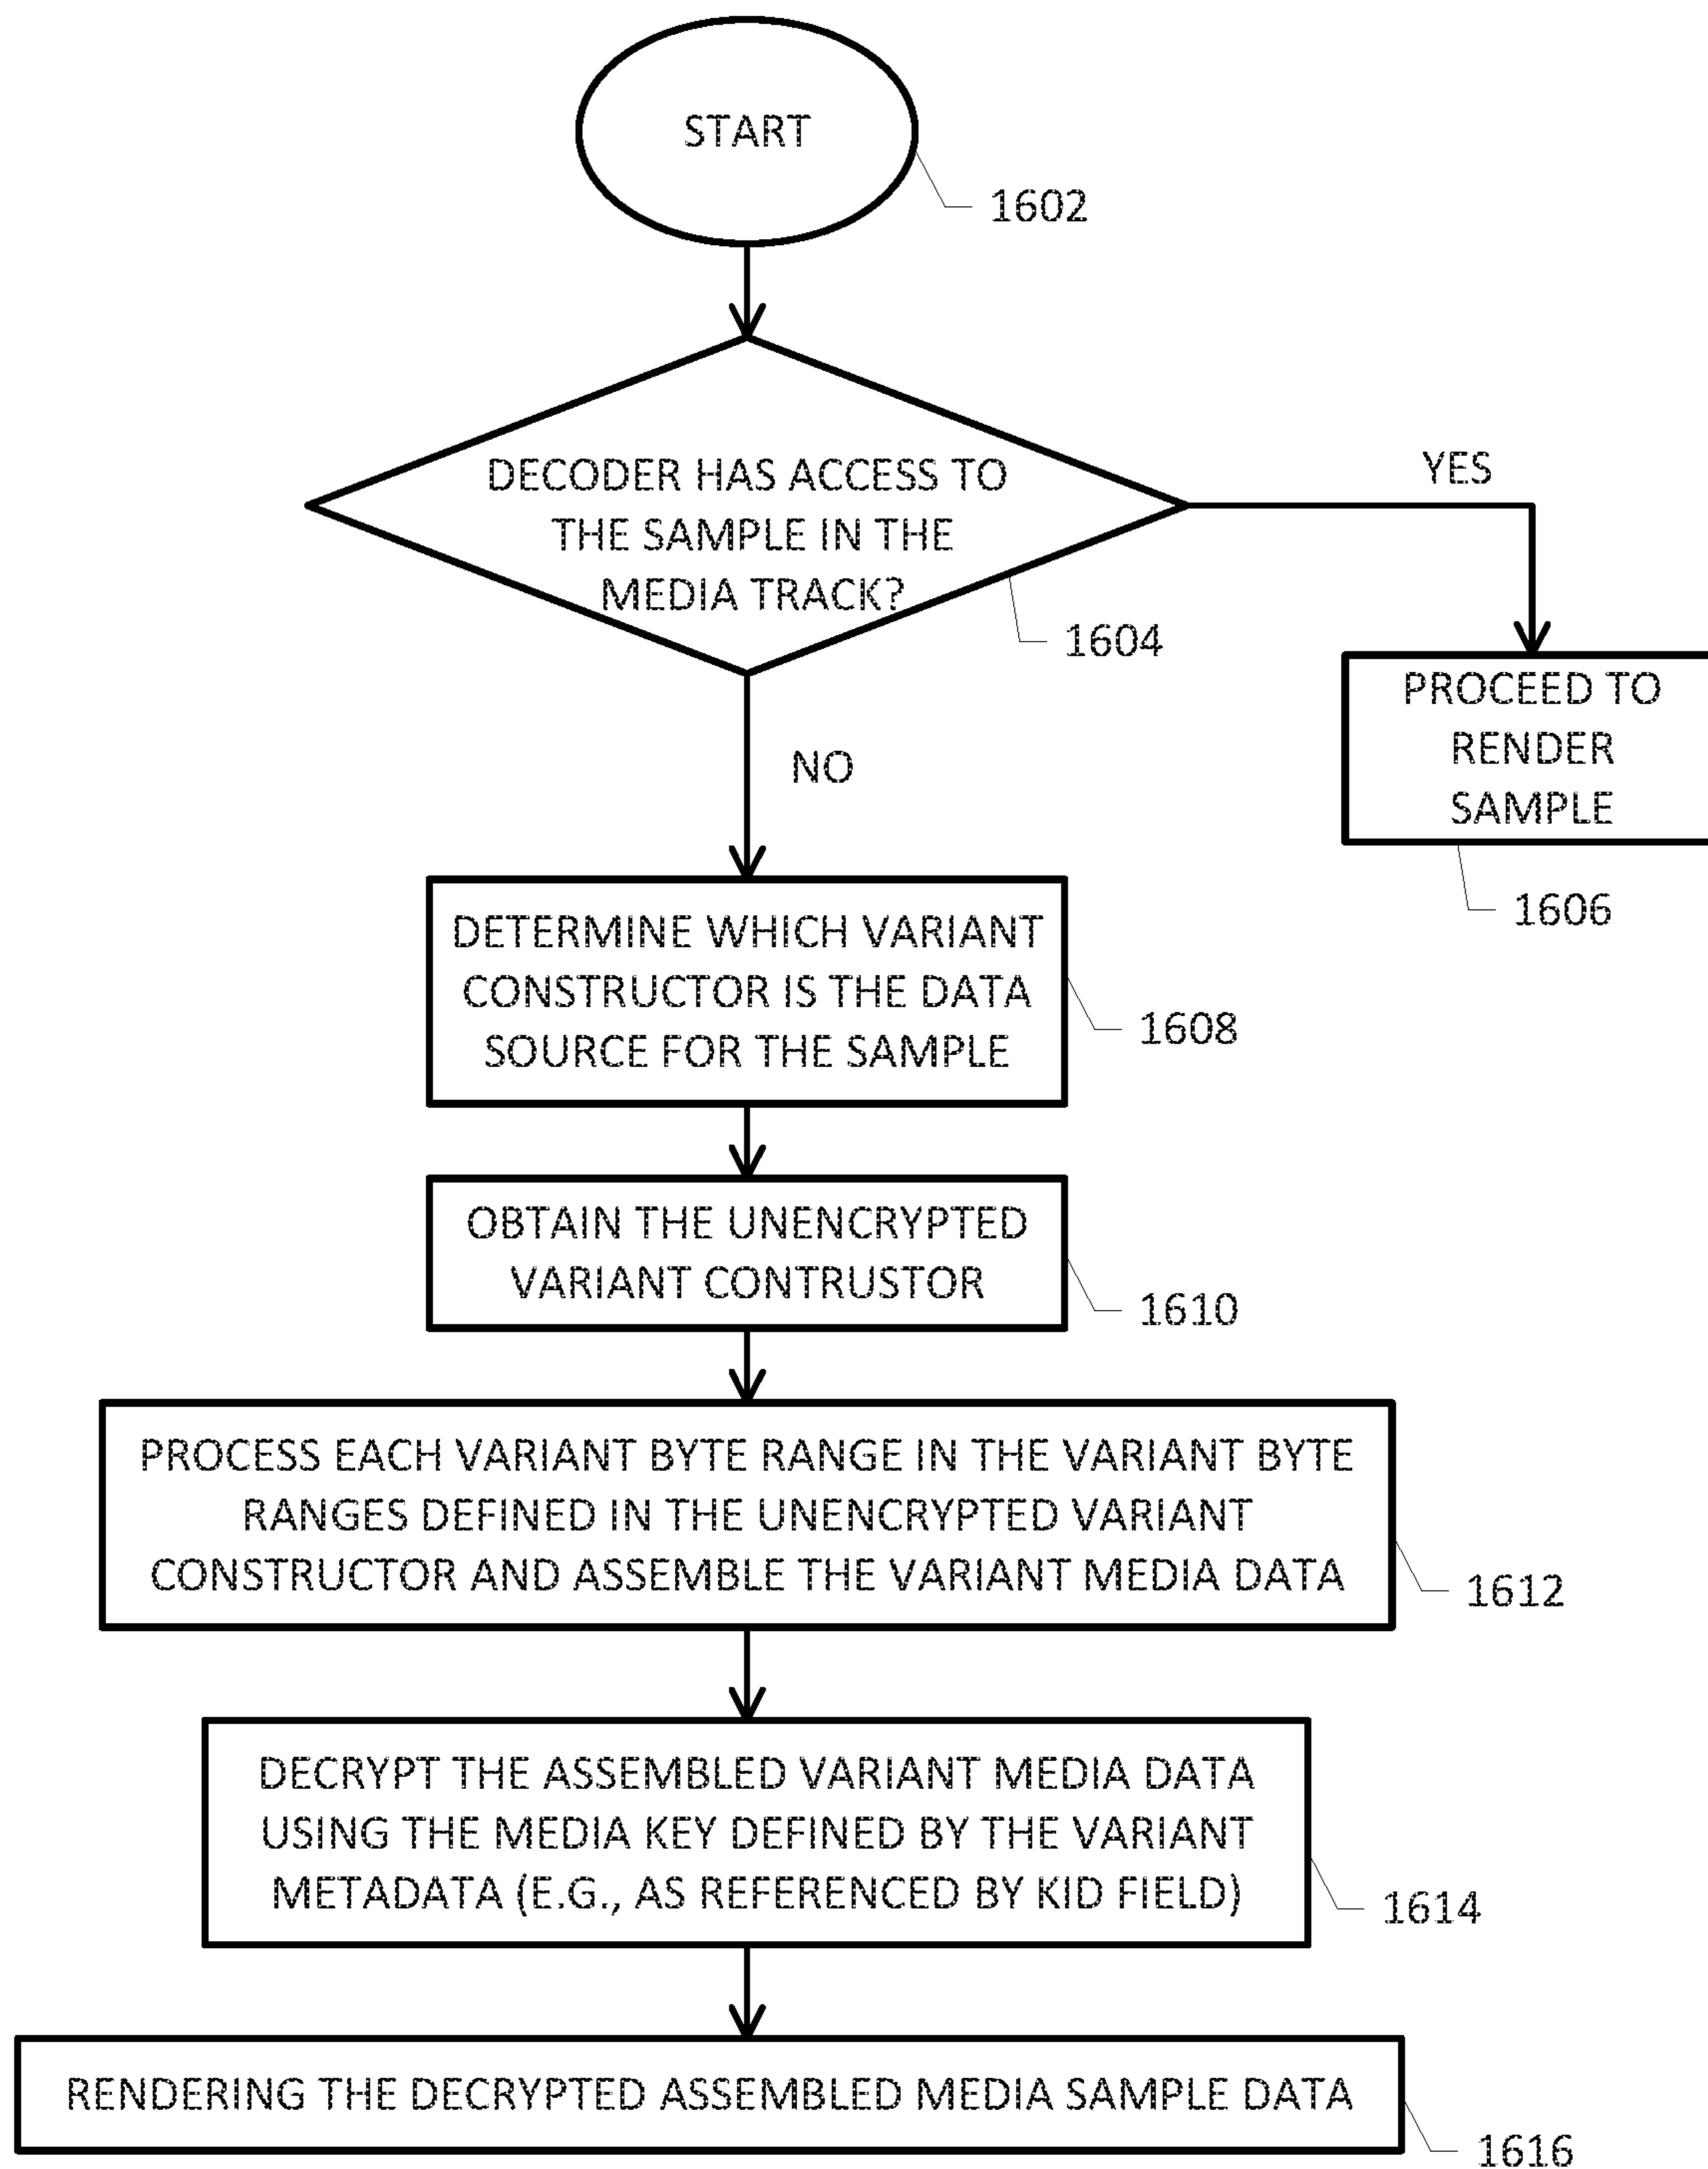 START
1602
DECODER HAS ACCESS TO
THE SAMPLE IN THE
MEDIA TRACK?
1604
YES
PROCEED TO
RENDER
SAMPLE
1606
NO
DETERMINE WHICH VARIANT
CONSTRUCTOR IS THE DATA
SOURCE FOR THE SAMPLE
1608
OBTAIN THE UNENCRYPTED
VARIANT CONTRUSTOR
1610
PROCESS EACH VARIANT BYTE RANGE IN THE VARIANT BYTE
RANGES DEFINED IN THE UNENCRYPTED VARIANT
CONSTRUCTOR AND ASSEMBLE THE VARIANT MEDIA DATA
1612
DECRYPT THE ASSEMBLED VARIANT MEDIA DATA
USING THE MEDIA KEY DEFINED BY THE VARIANT
METADATA (E.G., AS REFERENCED BY KID FIELD)
1614
RENDERING THE DECRYPTED ASSEMBLED MEDIA SAMPLE DATA
1616